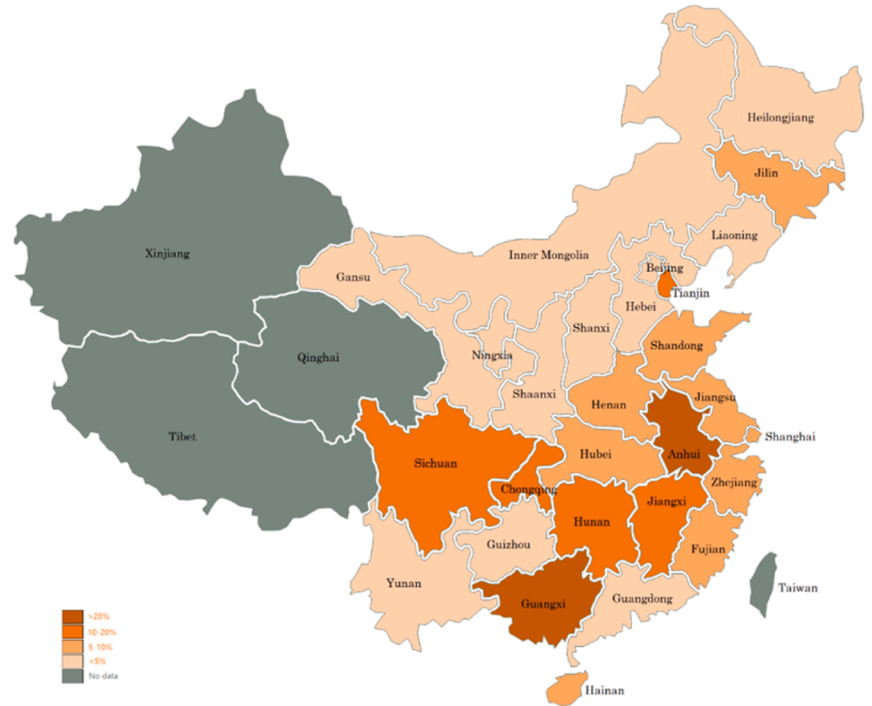 Heilongjiang
Jilin
Liaoning
Inner Mongolia
Xinjiang
Beijing
Gansu
Tianjin
Hebei
Shanxi
Shandong
Ningxia
Qinghai
Shaanxi
Jiangsu
Henan
Tibet
Shanghai
Hubei
Anhui
Sichuan
Zhejiang
Chongqing
Jiangxi
Hunan
Guizhou
Fujian
Yunan
Taiwan
Guangdong
Guangxi
Hainan
>20%
10-20%
5-10%
<5%
No data